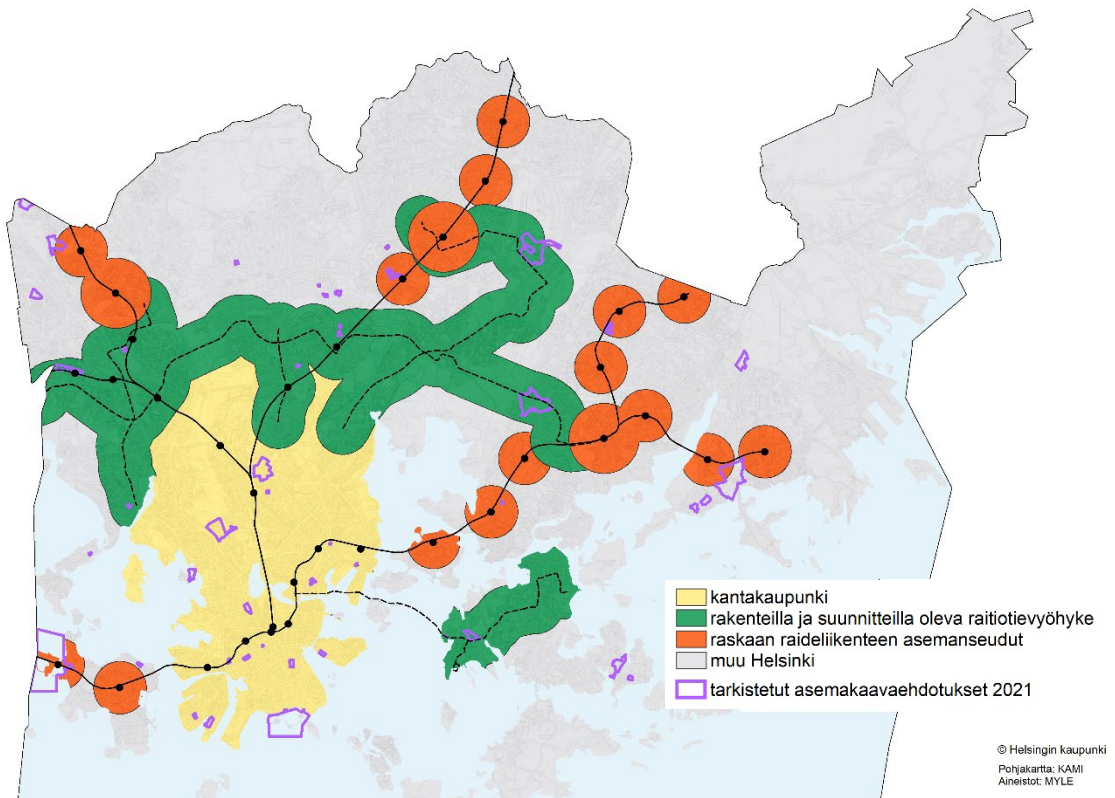 kantakaupunki
rakenteilla ja suunnitteilla oleva raitiotievyöhyke
raskaan raideliikenteen asemanseudut
muu Helsinki
tarkistetut asemakaavaehdotukset 2021
© Helsingin kaupunki
Pohjakartta: KAMI
Aineistot: MYLE